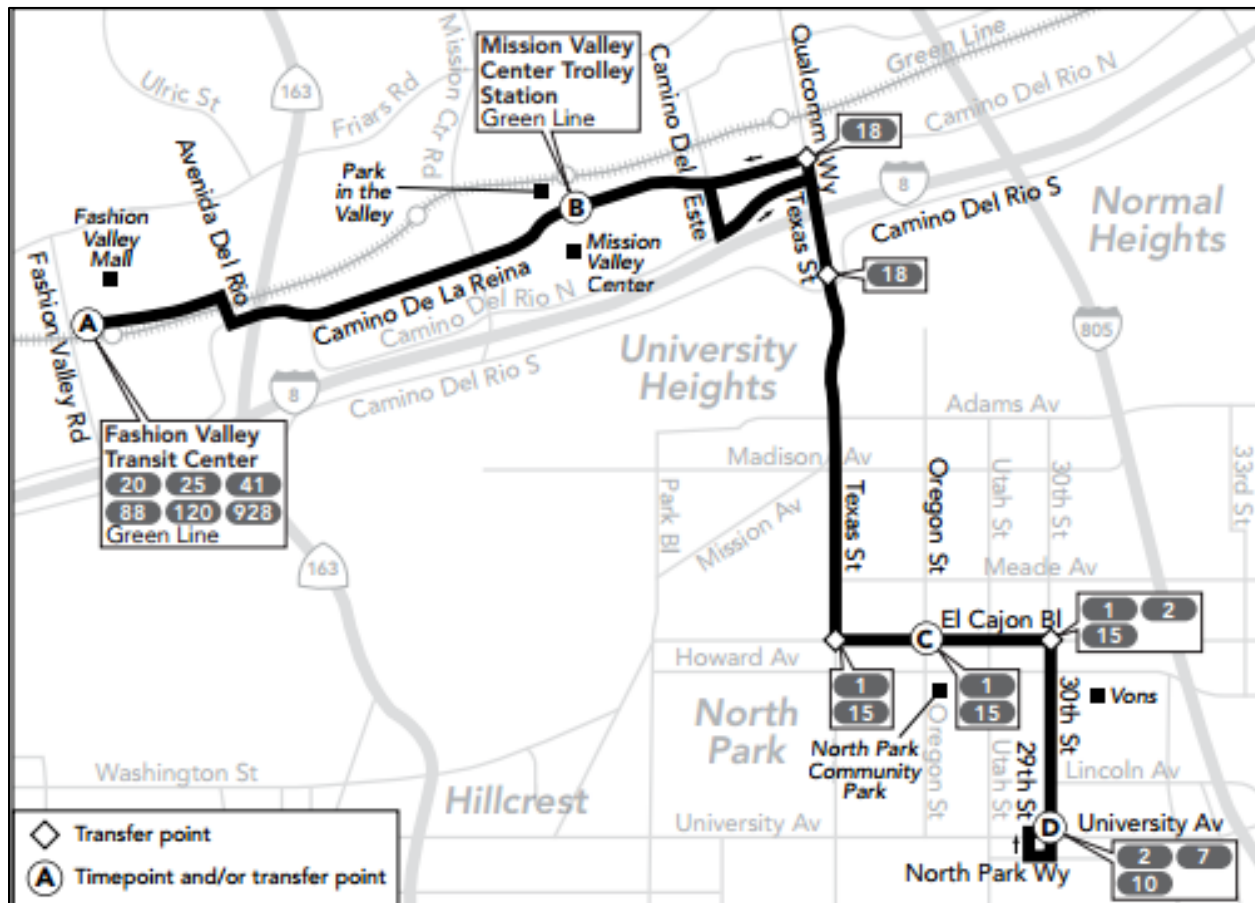 Ulric St
163
Friars Rd
Mission Ctr Rd
Mission Valley
Center Trolley
Station
Green Line
Camino Del
Este
Qualcomm Wy
Green Line
Camino Del Rio N
18
8
Camino Del Rio S
Normal
Heights
Avenida Del Rio
Park
in the
Valley
B
Fashion
Valley
Mall
Mission
Valley
Center
Texas St
18
Fashion Valley Rd
A
Camino De La Reina
Camino Del Rio N
8
Camino Del Rio S
University
Heights
805
Fashion Valley
Transit Center
20 25 41
88 120 928
Green Line
Adams Av
Madison Av
Park Bl
Mission Av
Texas St
Oregon St
Utah St
30th St
33rd St
163
Meade Av
El Cajon Bl
C
1 2
15
Howard Av
1
15
1
15
North
Park
North Park
Community
Park
Oregon St
Utah St
29th St
30th St
Vons
Washington St
Hillcrest
Lincoln Av
University Av
D
University Av
North Park Wy
2 7
10
Transfer point
A Timepoint and/or transfer point